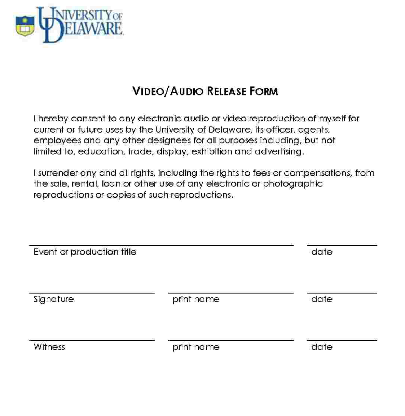 UNIVERSITY OF
DELAWARE
VIDEO/AUDIO RELEASE FORM
I hereby consent to any electronic audio or video reproduction of myself for
current or future uses by the University of Delaware, its officer, agents,
employees and any other designees for all purposes including, but not
limited to, education, trade, display, exhibition and advertising.
I surrender any and all rights, including the rights to fees or compensations, from
the sale, rental, loan or other use of any electronic or photographic
reproductions or copies of such reproductions.
Event or production title date
Signature print name date
Witness print name date